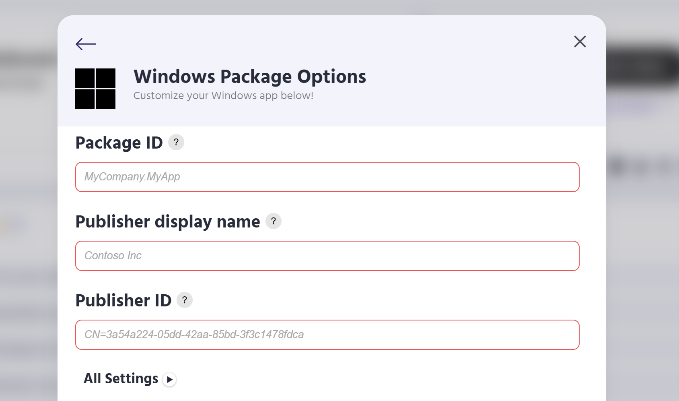 Windows Package Options
Customize your Windows app below!
Package ID ?
MyCompany.MyApp
Publisher display name ?
Contoso Inc
Publisher ID ?
CN=3a54a224-05dd-42aa-85bd-3f3c1478fdca
All Settings